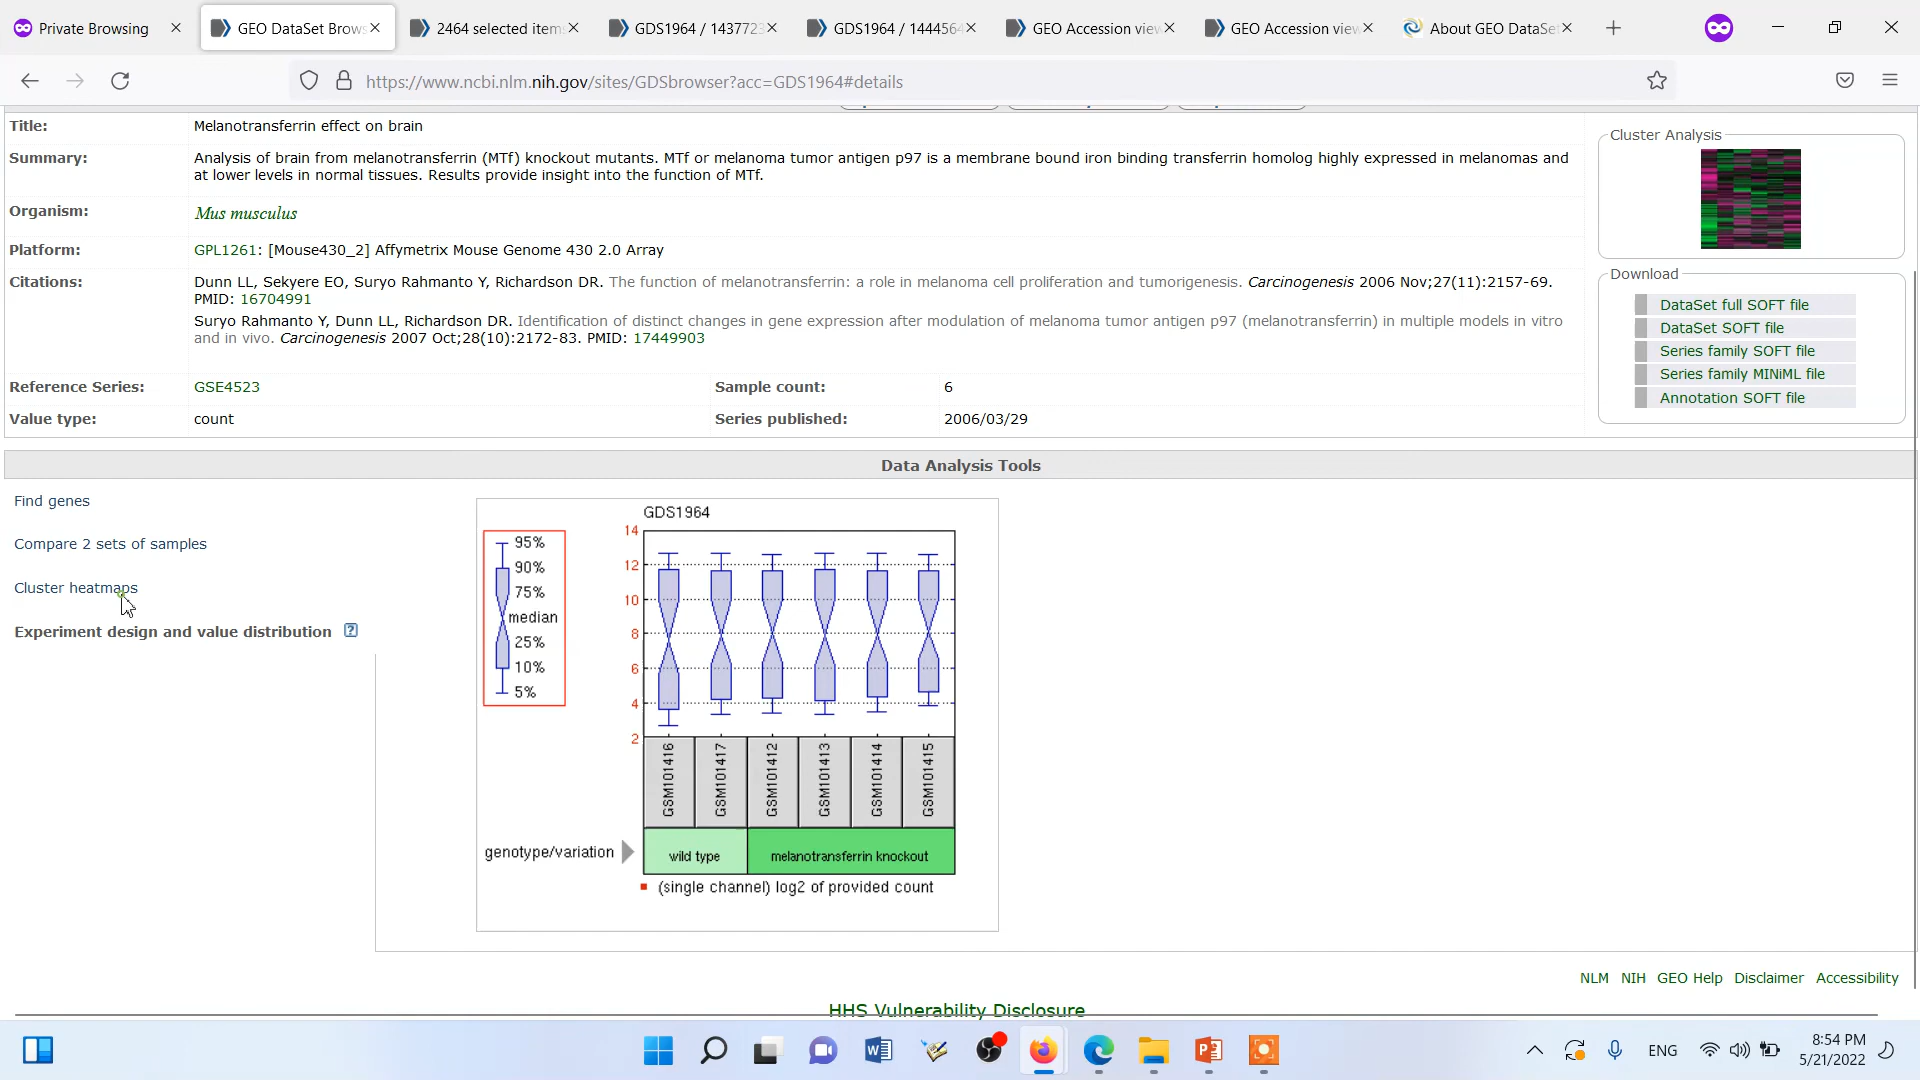 Private Browsing
GEO DataSet Brows
2464 selected item
GDS1964 / 1437723
GDS1964 / 1444564
GEO Accession view
GEO Accession view
About GEO DataSet
https://www.ncbi.nlm.nih.gov/sites/GDSbrowser?acc=GDS1964#details
Title: Melanotransferrin effect on brain
Summary: Analysis of brain from melanotransferrin (MTf) knockout mutants. MTf or melanoma tumor antigen p97 is a membrane bound iron binding transferrin homolog highly expressed in melanomas and
at lower levels in normal tissues. Results provide insight into the function of MTf.
Organism: Mus musculus
Platform: GPL1261: [Mouse430_2] Affymetrix Mouse Genome 430 2.0 Array
Citations: Dunn LL, Sekyere EO, Suryo Rahmanto Y, Richardson DR. The function of melanotransferrin: a role in melanoma cell proliferation and tumorigenesis. Carcinogenesis 2006 Nov;27(11):2157-69.
PMID: 16704991
Suryo Rahmanto Y, Dunn LL, Richardson DR. Identification of distinct changes in gene expression after modulation of melanoma tumor antigen p97 (melanotransferrin) in multiple models in vitro
and in vivo. Carcinogenesis 2007 Oct;28(10):2172-83. PMID: 17449903
Reference Series: GSE4523 Sample count: 6
Value type: count Series published: 2006/03/29
Cluster Analysis
Download
DataSet full SOFT file
DataSet SOFT file
Series family SOFT file
Series family MINiML file
Annotation SOFT file
Data Analysis Tools
Find genes
Compare 2 sets of samples
Cluster heatmaps
Experiment design and value distribution ?
GDS1964
95%
90%
75%
median
25%
10%
5%
14
12
10
8
6
4
2
GSM101416
GSM101417
GSM101412
GSM101413
GSM101414
GSM101415
genotype/variation wild type melanotransferrin knockout
(single channel) log2 of provided count
NLM NIH GEO Help Disclaimer Accessibility
HHS Vulnerability Disclosure
ENG
8:54 PM
5/21/2022